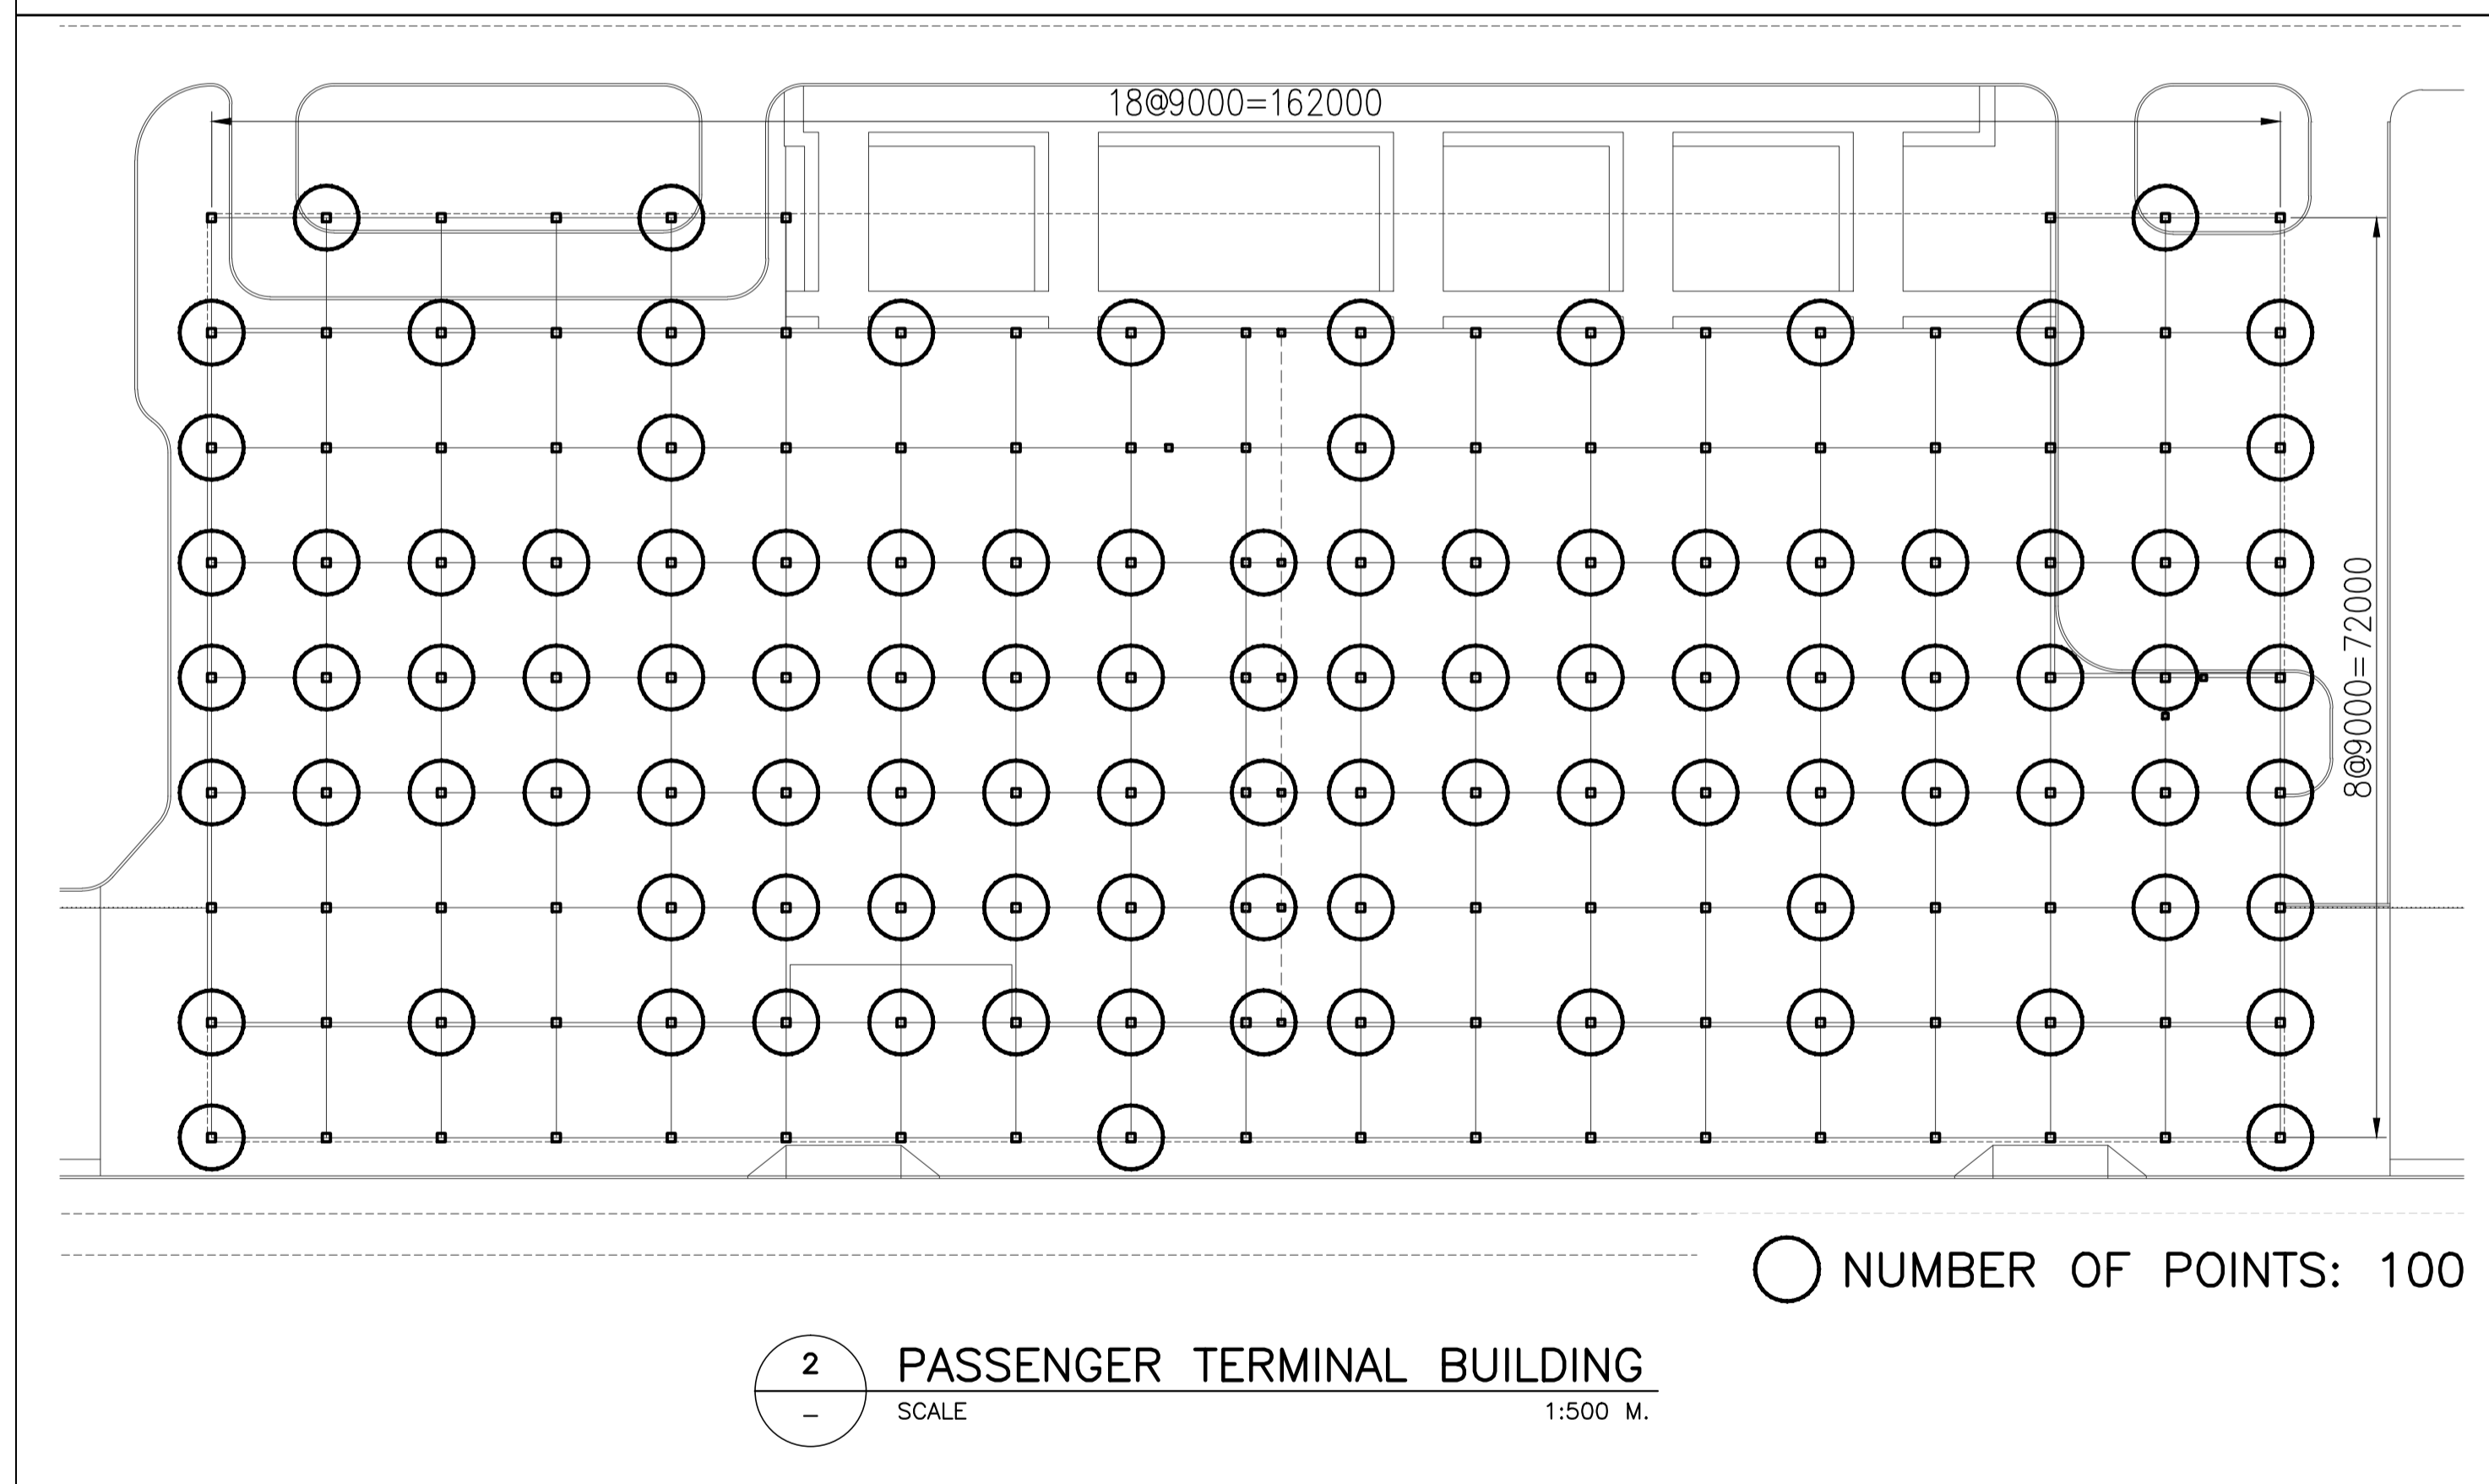 18@9000=162000
8@9000=72000
NUMBER OF POINTS: 100
2
PASSENGER TERMINAL BUILDING
–
SCALE 1:500 M.